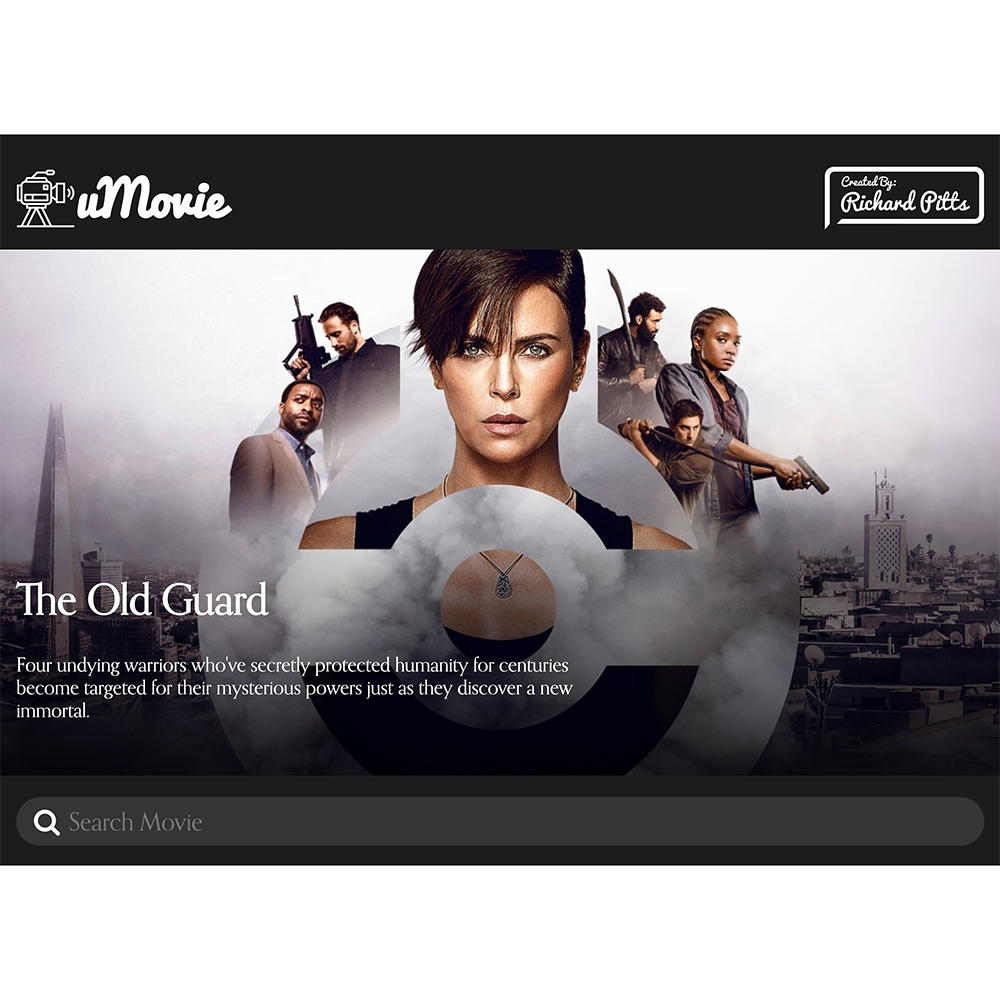 uMovie
Created By:
Richard Pitts
The Old Guard
Four undying warriors who've secretly protected humanity for centuries
become targeted for their mysterious powers just as they discover a new
immortal.
Search Movie